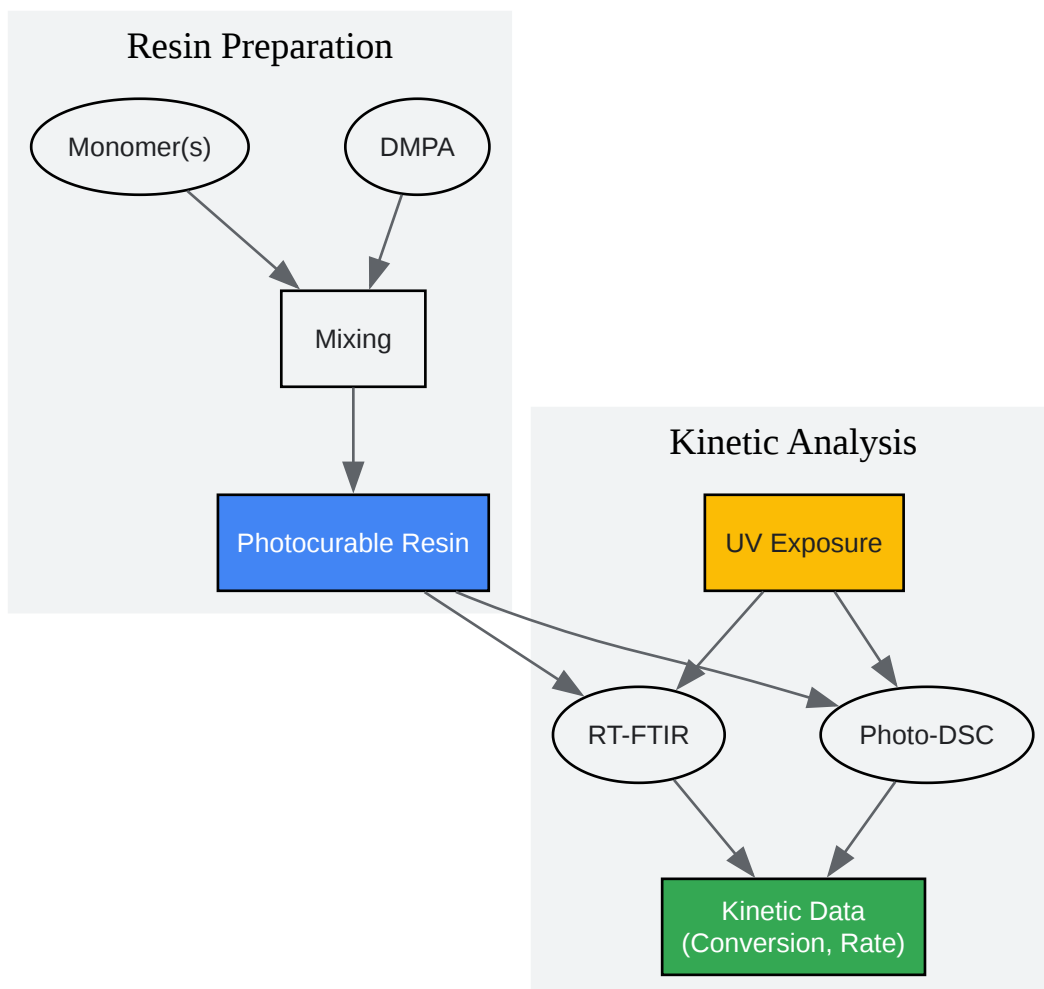 Resin Preparation
Monomer(s)
DMPA
Mixing
Photocurable Resin
Kinetic Analysis
UV Exposure
RT-FTIR
Photo-DSC
Kinetic Data
(Conversion, Rate)